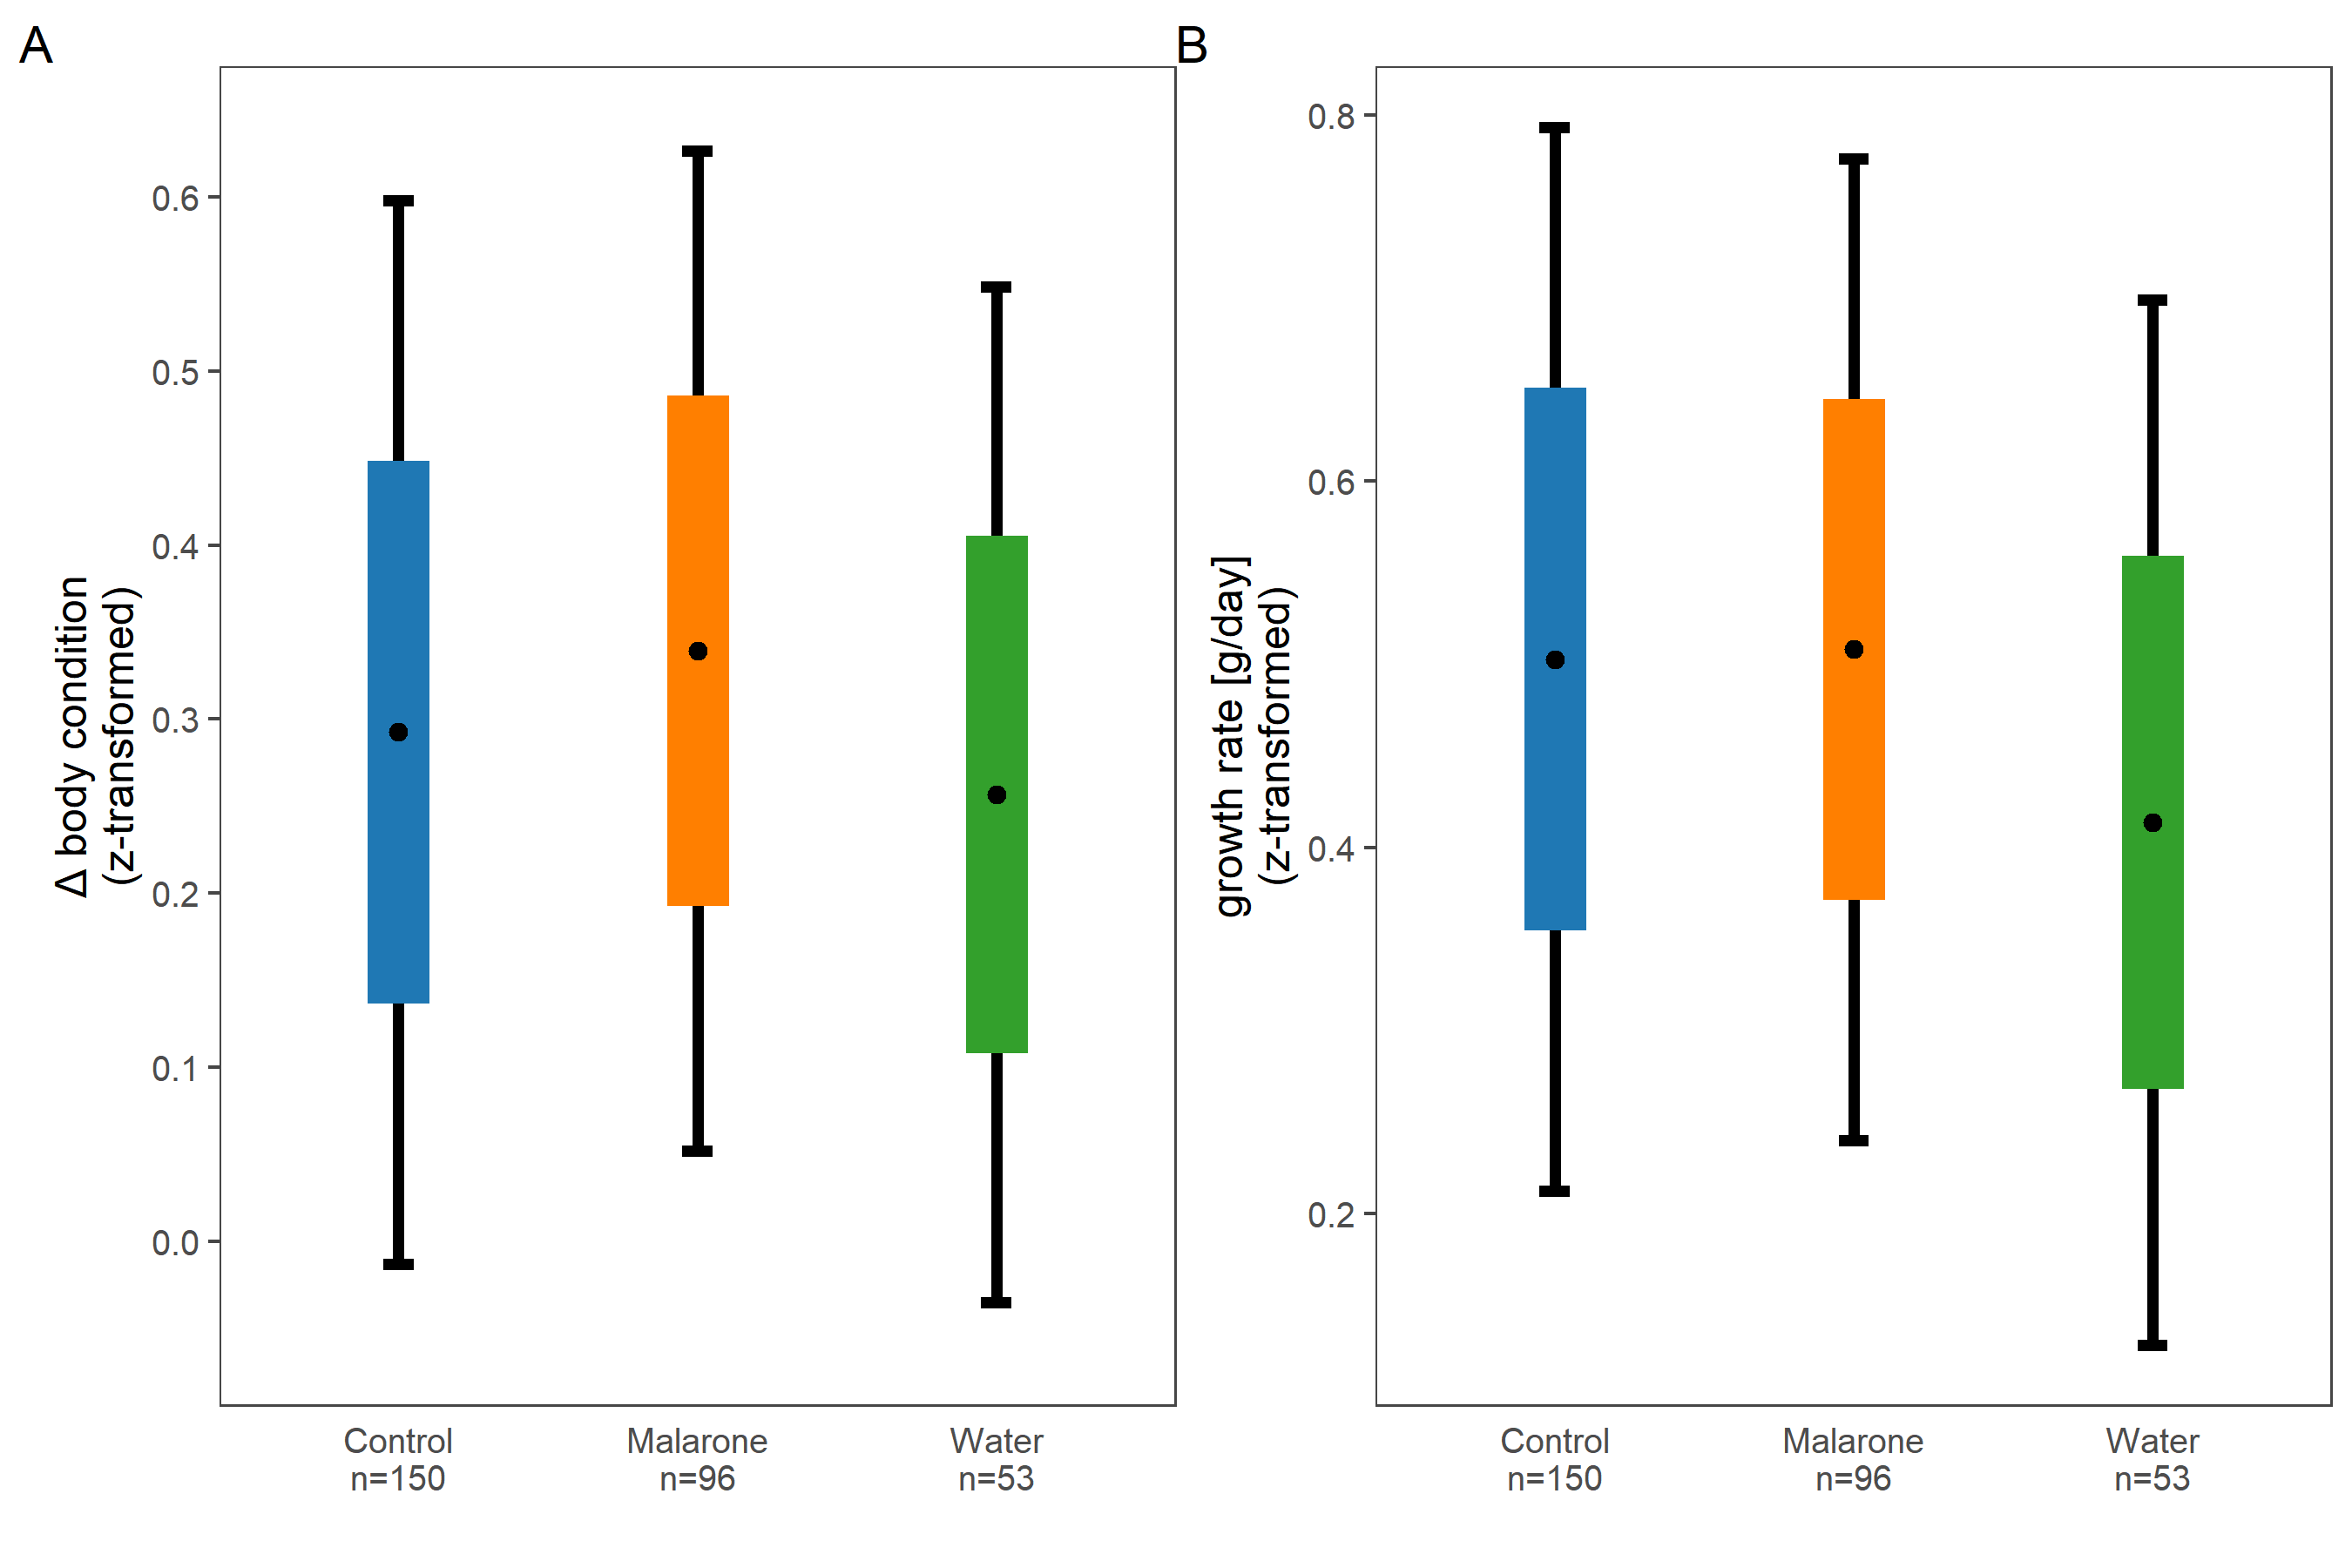 A
Δ body condition
(z-transformed)
0.6
0.5
0.4
0.3
0.2
0.1
0.0
Control
n=150
Malarone
n=96
Water
n=53
B
growth rate [g/day]
(z-transformed)
0.8
0.6
0.4
0.2
Control
n=150
Malarone
n=96
Water
n=53